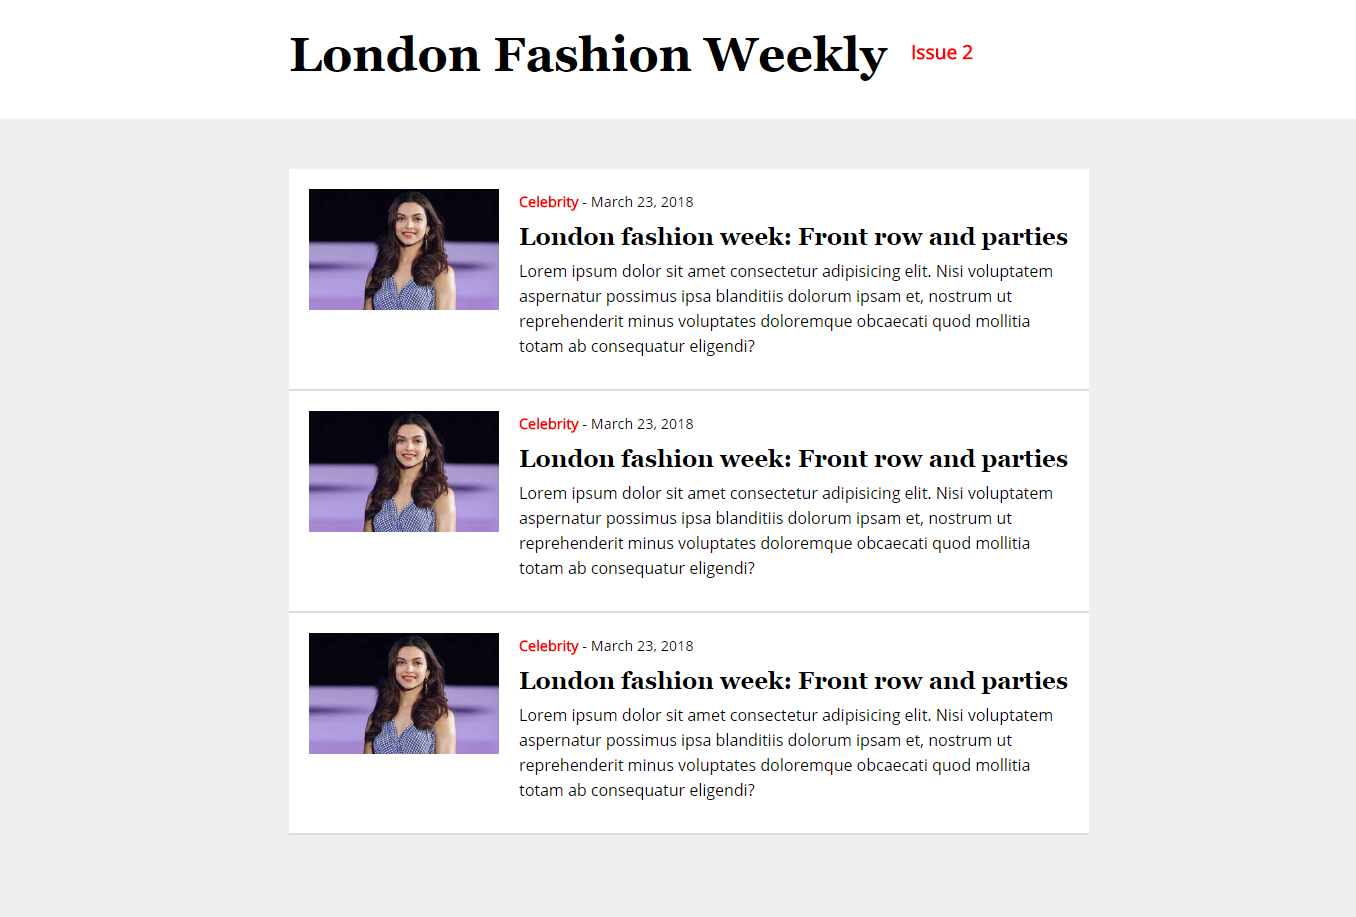 London Fashion Weekly Issue 2
Celebrity - March 23, 2018
London fashion week: Front row and parties
Lorem ipsum dolor sit amet consectetur adipisicing elit. Nisi voluptatem
aspernatur possimus ipsa blanditiis dolorum ipsam et, nostrum ut
reprehenderit minus voluptates doloremque obcaecati quod mollitia
totam ab consequatur eligendi?
Celebrity - March 23, 2018
London fashion week: Front row and parties
Lorem ipsum dolor sit amet consectetur adipisicing elit. Nisi voluptatem
aspernatur possimus ipsa blanditiis dolorum ipsam et, nostrum ut
reprehenderit minus voluptates doloremque obcaecati quod mollitia
totam ab consequatur eligendi?
Celebrity - March 23, 2018
London fashion week: Front row and parties
Lorem ipsum dolor sit amet consectetur adipisicing elit. Nisi voluptatem
aspernatur possimus ipsa blanditiis dolorum ipsam et, nostrum ut
reprehenderit minus voluptates doloremque obcaecati quod mollitia
totam ab consequatur eligendi?